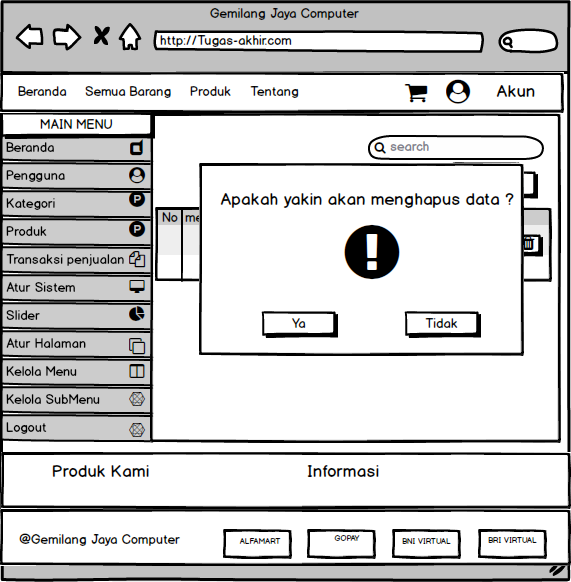 Gemilang Jaya Computer
http://Tugas-akhir.com
Beranda Semua Barang Produk Tentang Akun
MAIN MENU
Beranda
Pengguna
Kategori
Produk
Transaksi penjualan
Atur Sistem
Slider
Atur Halaman
Kelola Menu
Kelola SubMenu
Logout
search
No me
Apakah yakin akan menghapus data ?
Ya Tidak
Produk Kami Informasi
@Gemilang Jaya Computer ALFAMART GOPAY BNI VIRTUAL BRI VIRTUAL